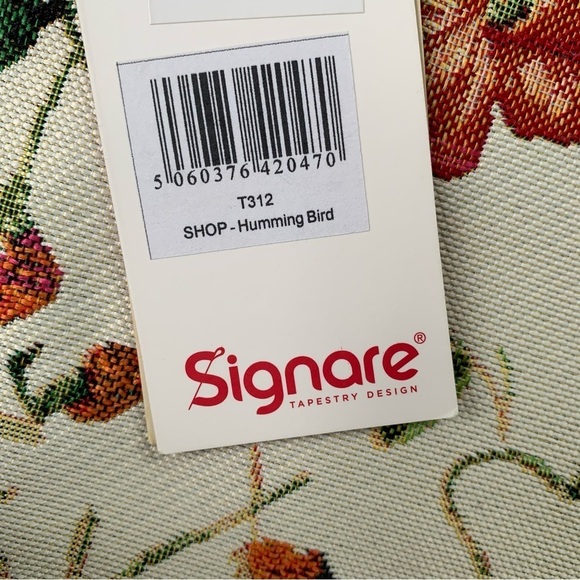 5 060376 420470
T312
SHOP - Humming Bird
Signare®
TAPESTRY DESIGN